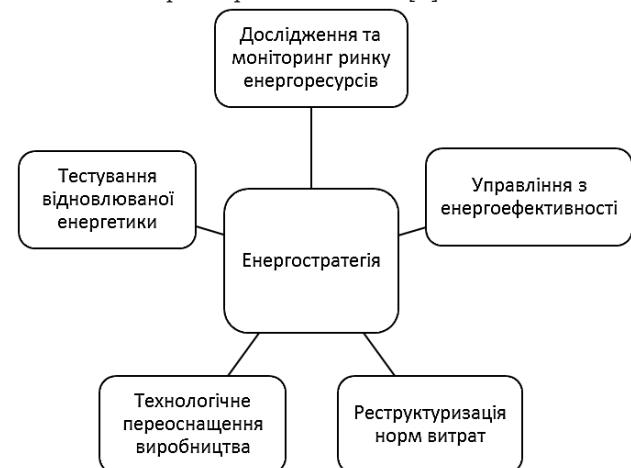 Дослідження та
моніторинг ринку
енергоресурсів
Тестування
відновлюваної
енергетики
Управління з
енергоефективності
Енергостратегія
Технологічне
переоснащення
виробництва
Реструктуризація
норм витрат